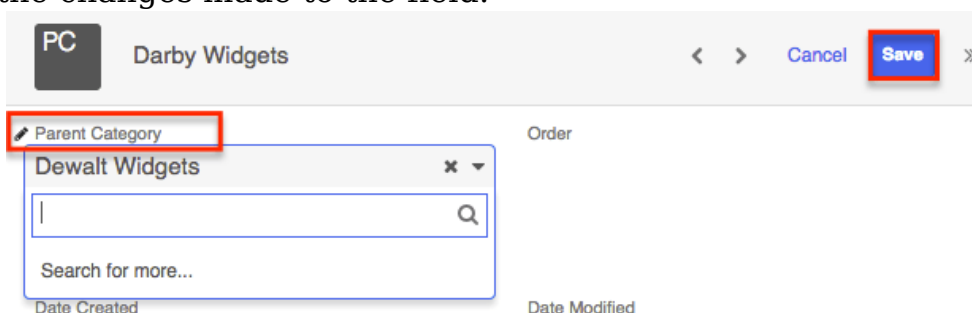 the changes made to the field.
PC
Darby Widgets
Cancel
Save
Parent Category
Order
Dewalt Widgets
Search for more...
Date Created
Date Modified